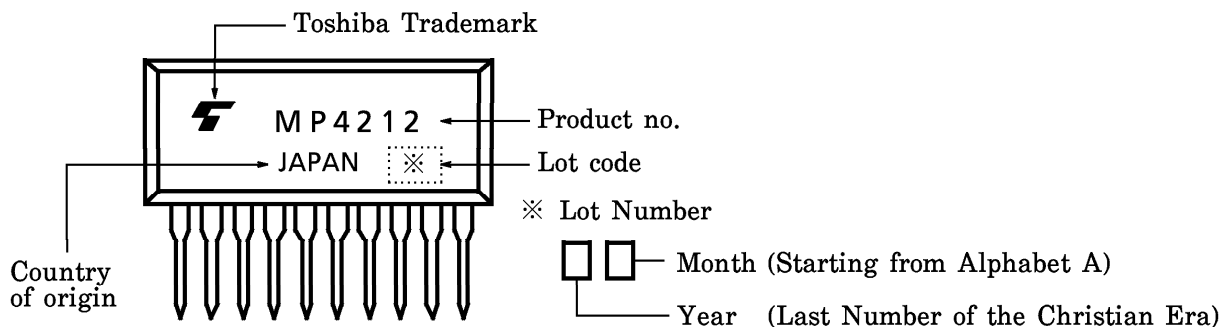 Toshiba Trademark
MP4212
Product no.
JAPAN ※
Lot code
※ Lot Number
Country
of origin
Month (Starting from Alphabet A)
Year (Last Number of the Christian Era)